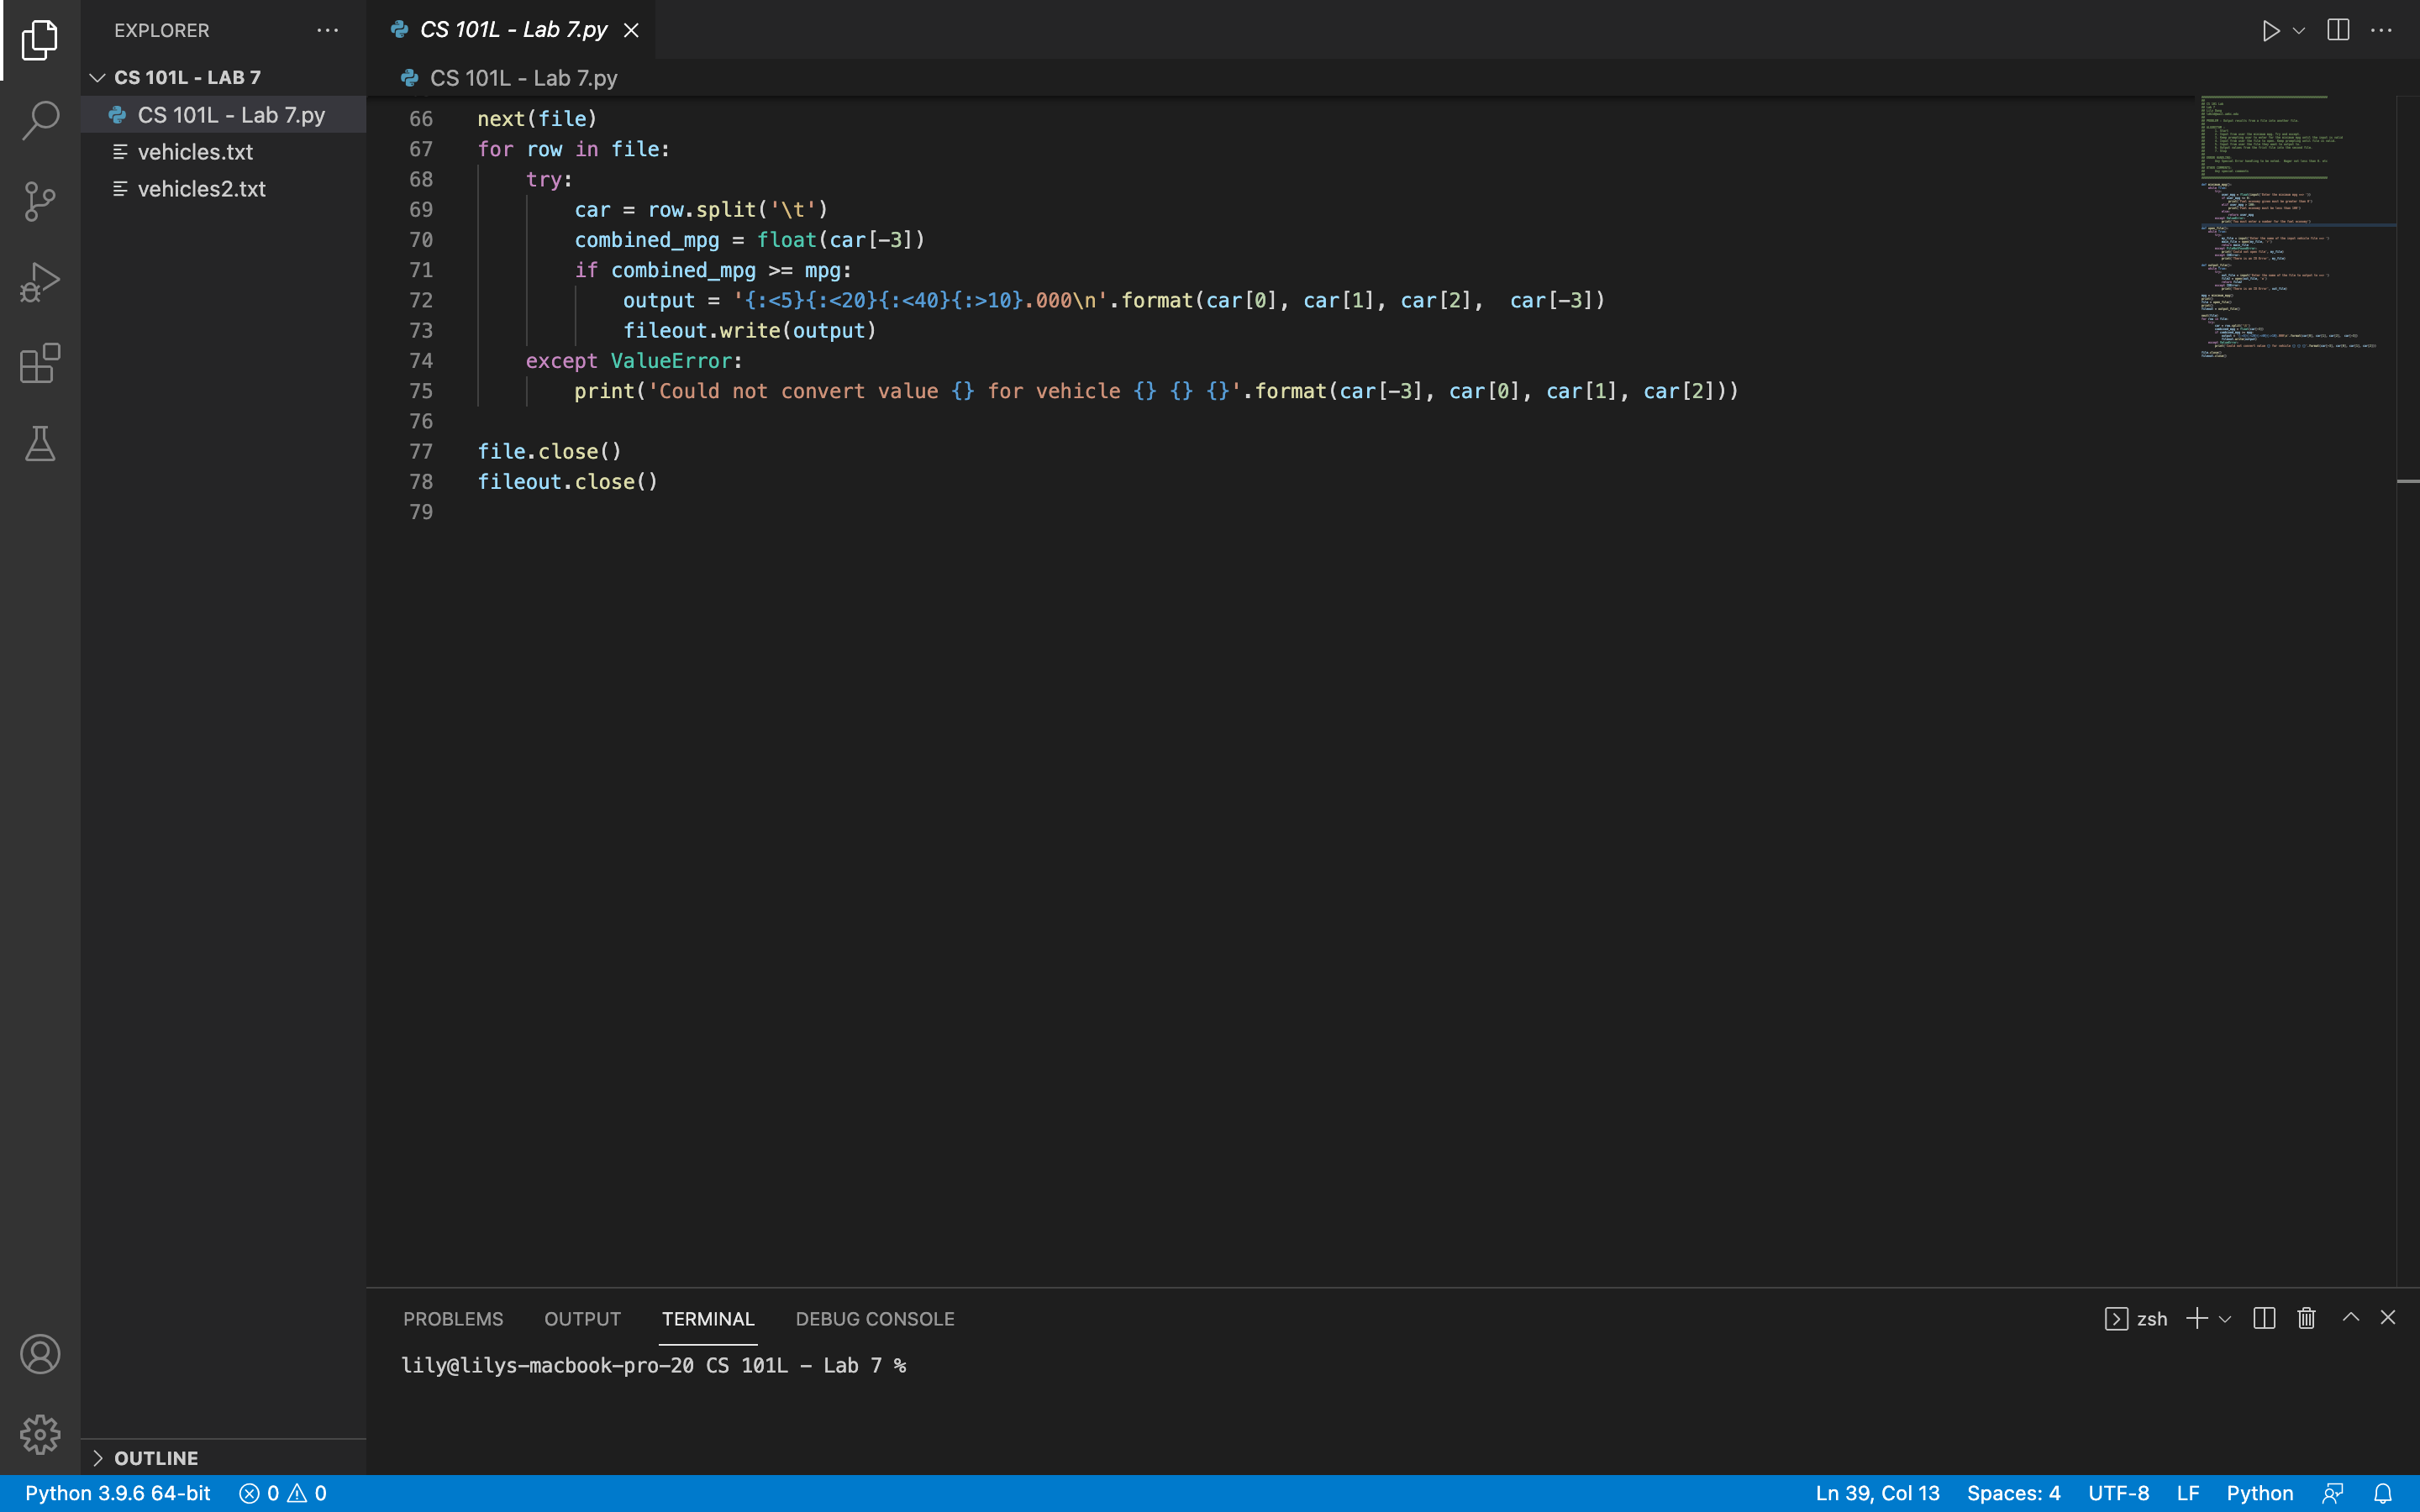 EXPLORER
CS 101L - LAB 7
CS 101L - Lab 7.py
vehicles.txt
vehicles2.txt
OUTLINE
CS 101L - Lab 7.py
CS 101L - Lab 7.py
66 next(file)
67 for row in file:
68     try:
69         car = row.split('\t')
70         combined_mpg = float(car[-3])
71         if combined_mpg >= mpg:
72             output = '{:<5}{:<20}{:<40}{:>10}.000\n'.format(car[0], car[1], car[2],  car[-3])
73             fileout.write(output)
74     except ValueError:
75         print('Could not convert value {} for vehicle {} {} {}'.format(car[-3], car[0], car[1], car[2]))
76
77 file.close()
78 fileout.close()
79
PROBLEMS OUTPUT TERMINAL DEBUG CONSOLE
zsh
lily@lilys-macbook-pro-20 CS 101L - Lab 7 %
Python 3.9.6 64-bit 0 0 Ln 39, Col 13 Spaces: 4 UTF-8 LF Python